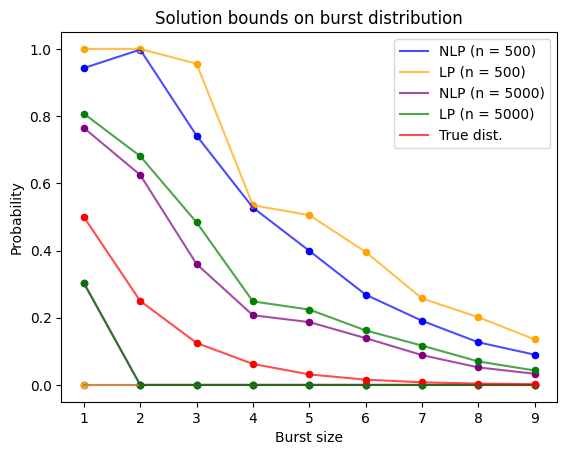 Solution bounds on burst distribution
NLP (n = 500)
LP (n = 500)
NLP (n = 5000)
LP (n = 5000)
True dist.
Probability
1.0
0.8
0.6
0.4
0.2
0.0
1 2 3 4 5 6 7 8 9
Burst size